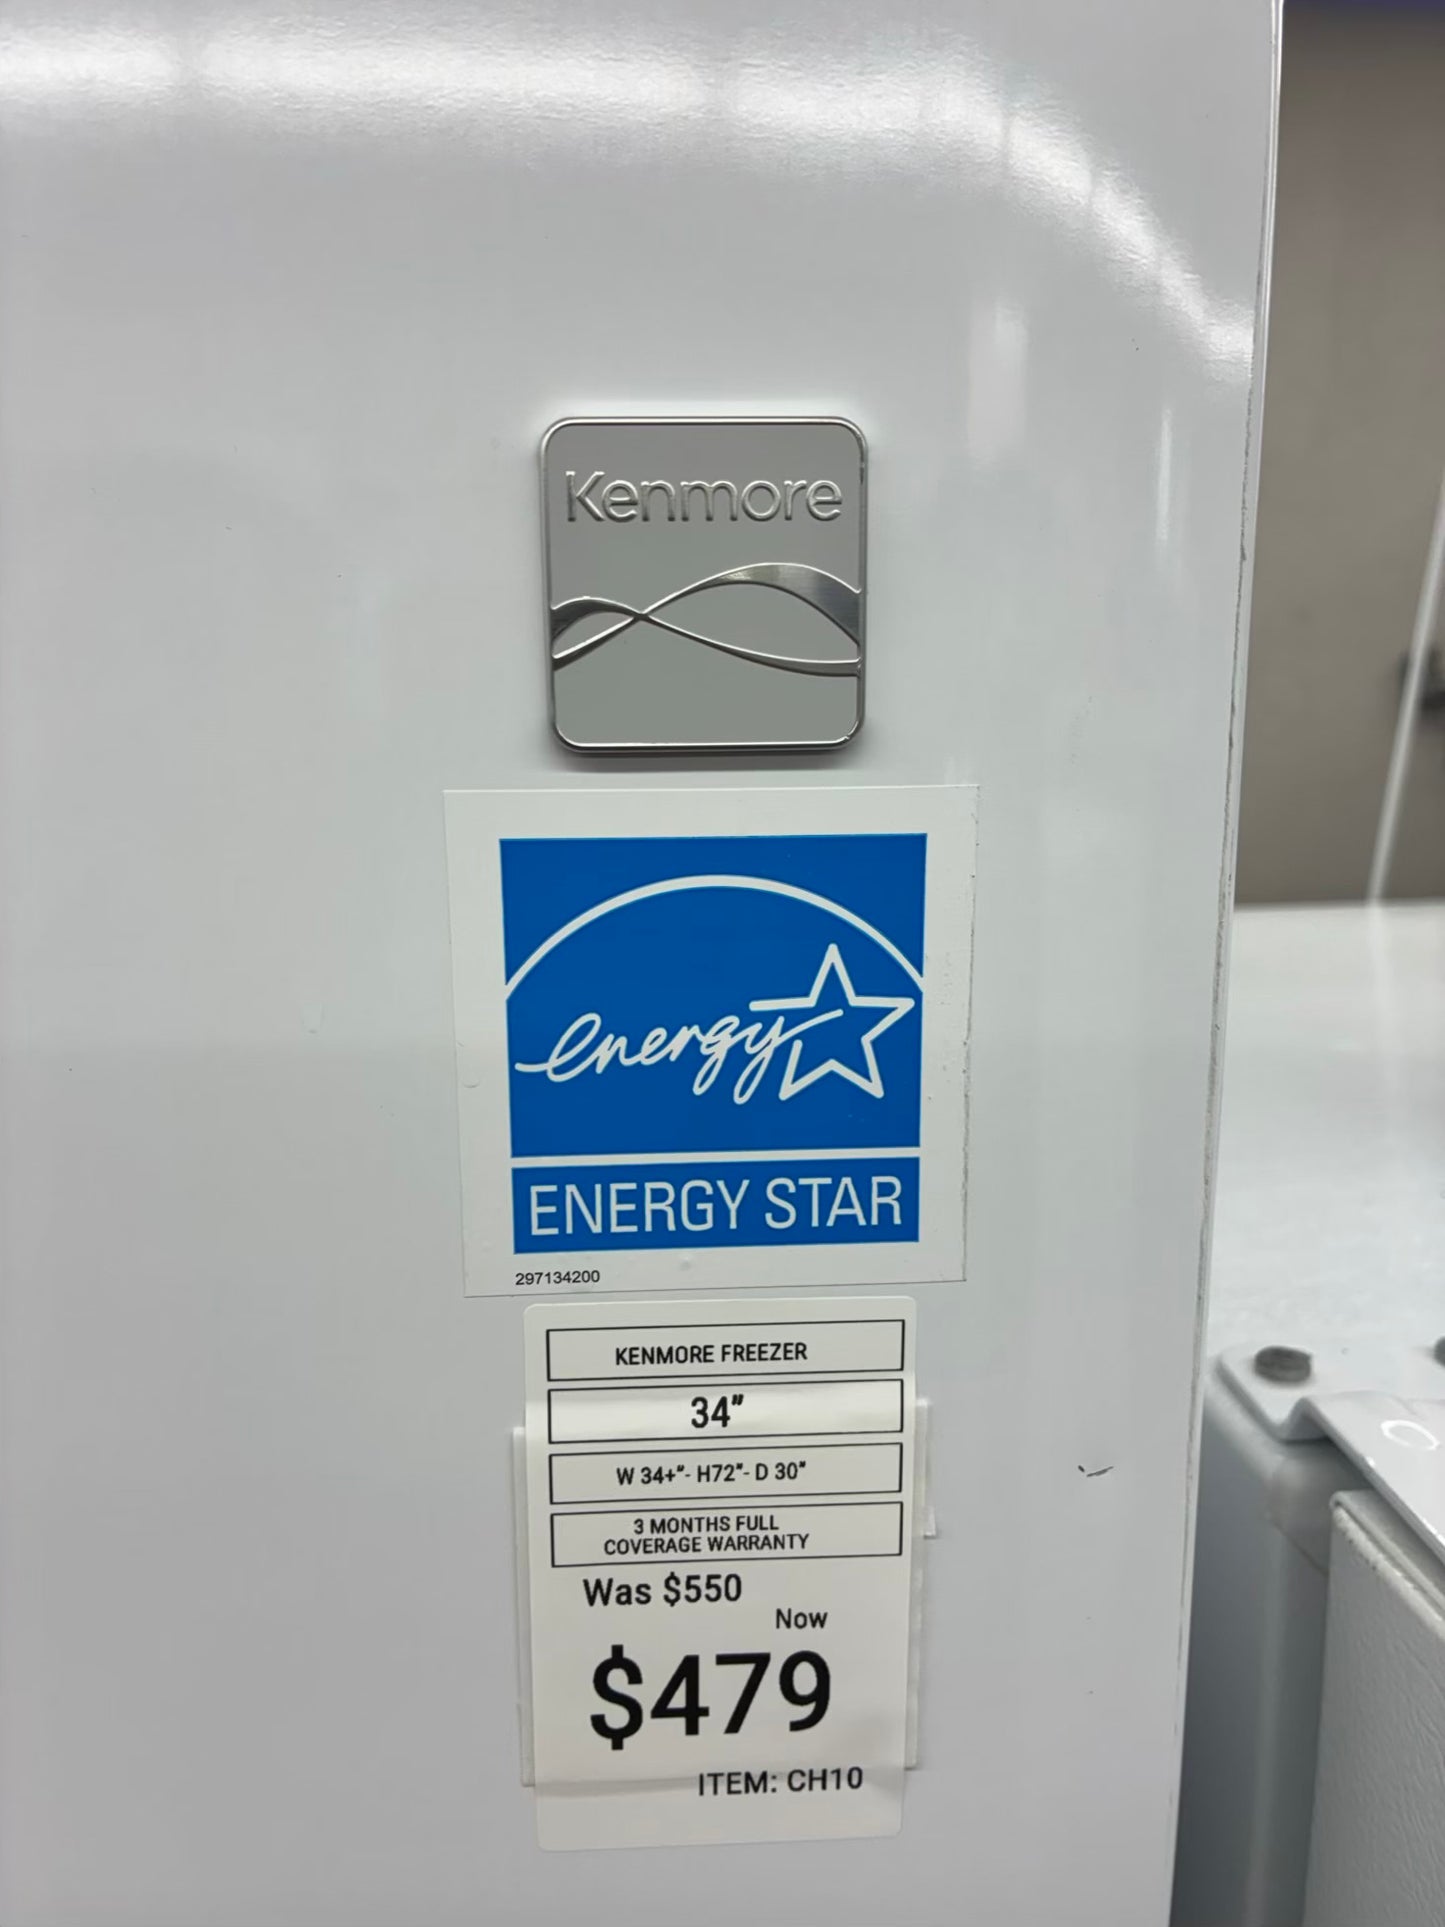 Kenmore
energy
ENERGY STAR
297134200
KENMORE FREEZER
34"
W 34+"- H72"- D 30"
3 MONTHS FULL
COVERAGE WARRANTY
Was $550
Now
$479
ITEM: CH10